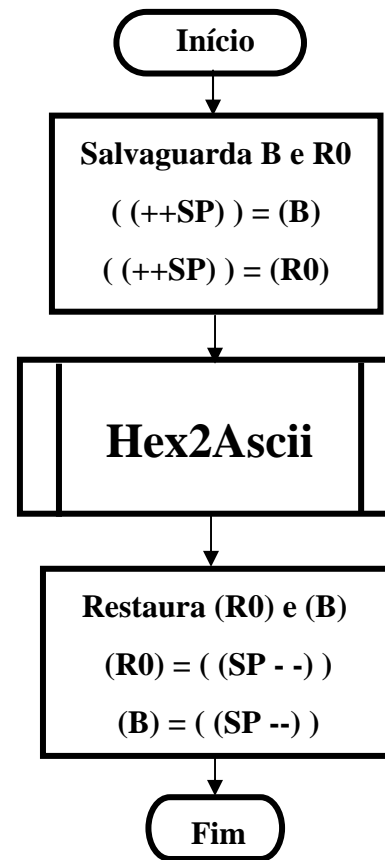 Início
Salvaguarda B e R0
( (++SP) ) = (B)
( (++SP) ) = (R0)
Hex2Ascii
Restaura (R0) e (B)
(R0) = ( (SP - -) )
(B) = ( (SP --) )
Fim